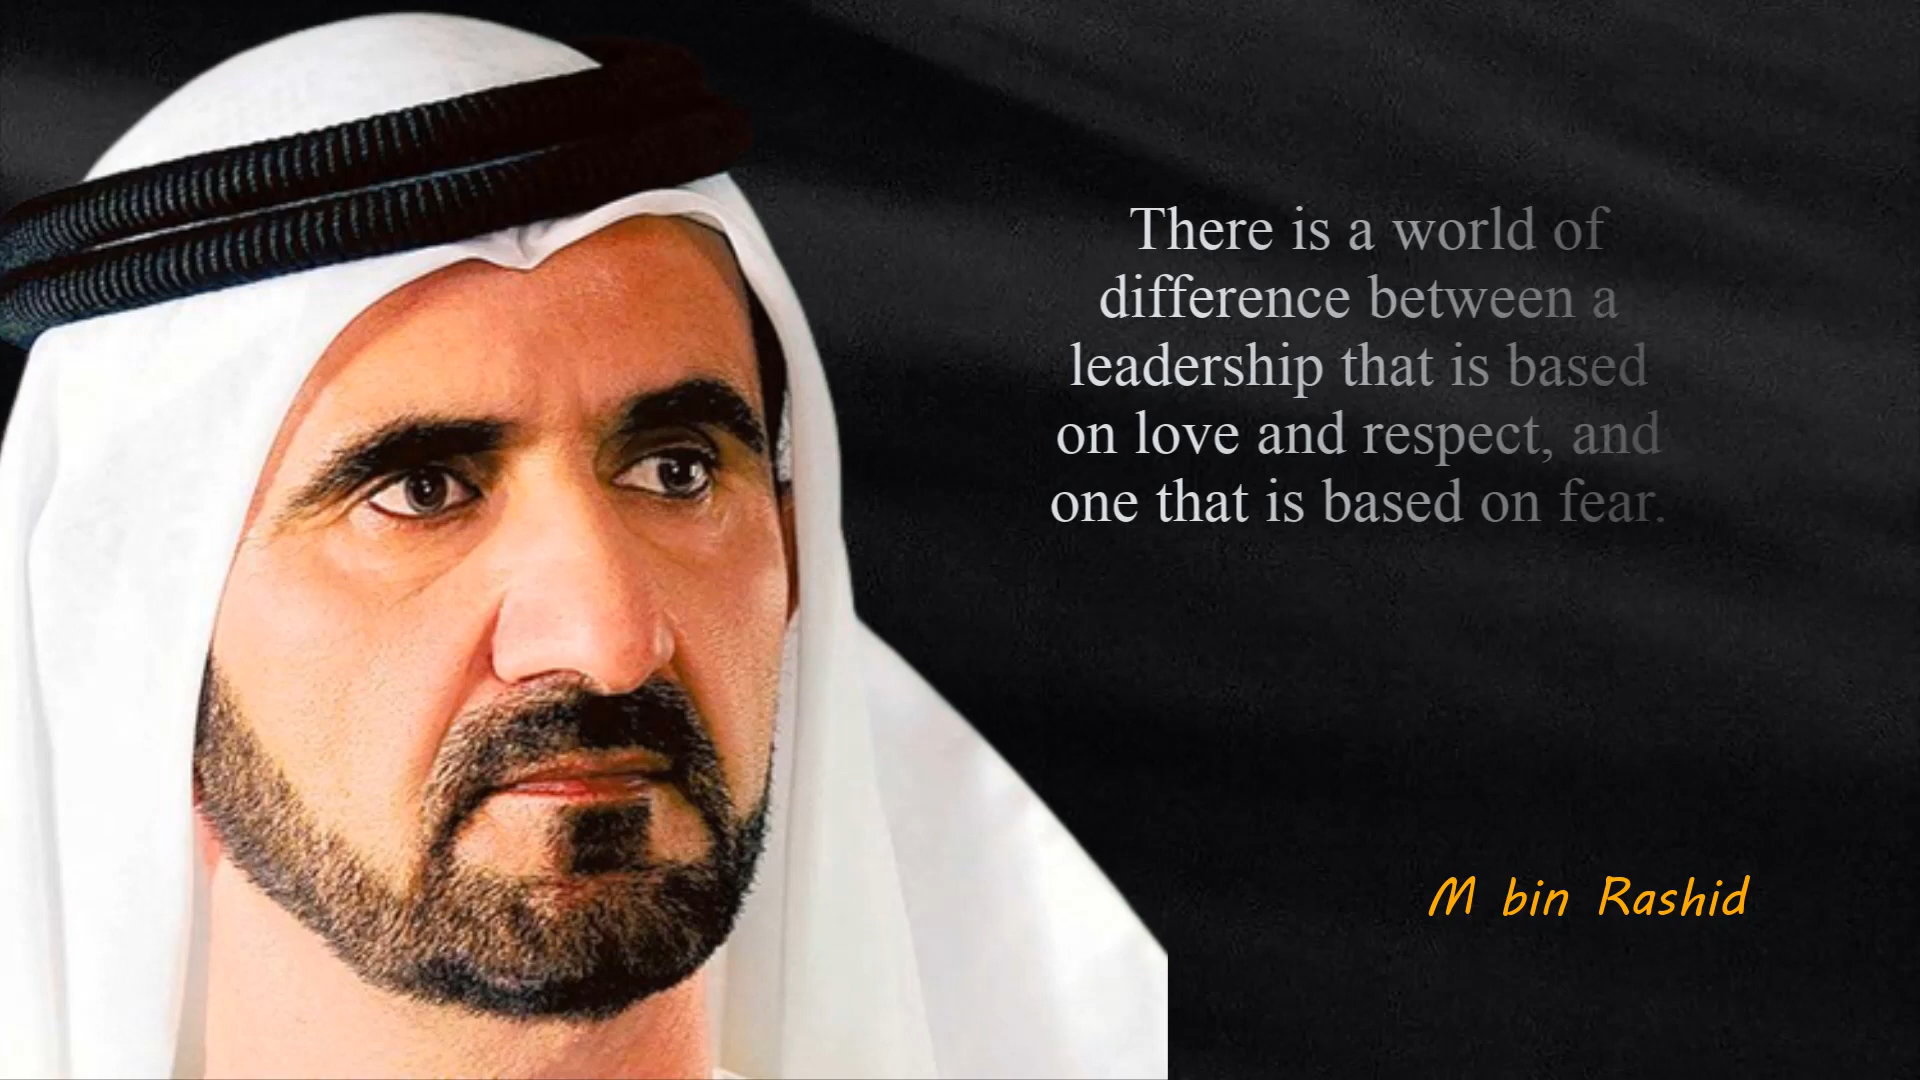 There is a world of
difference between a
leadership that is based
on love and respect, and
one that is based on fear.
M bin Rashid